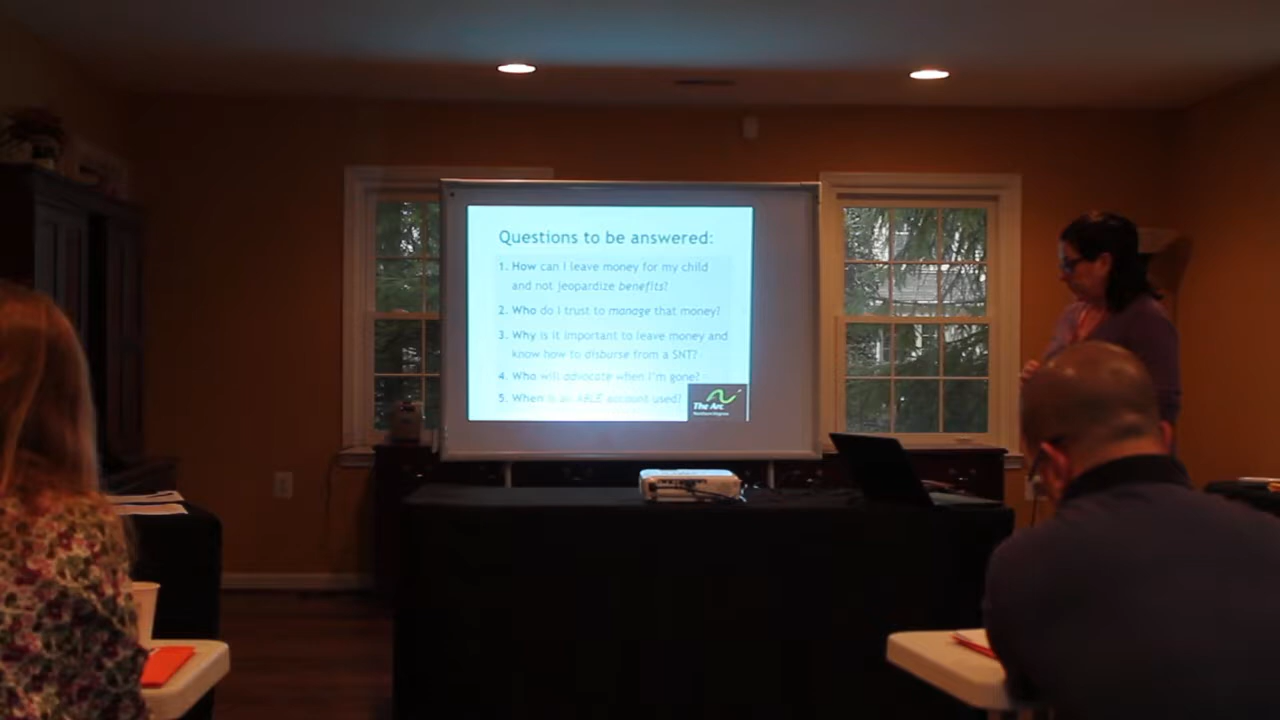 Questions to be answered:
1. How can I leave money for my child
and not jeopardize benefits?
2. Who do I trust to manage that money?
3. Why is it important to leave money and
know how to disburse from a SNT?
4. Who will advocate when I'm gone?
5. When is an ABLE account used?
The Arc
Northern Virginia